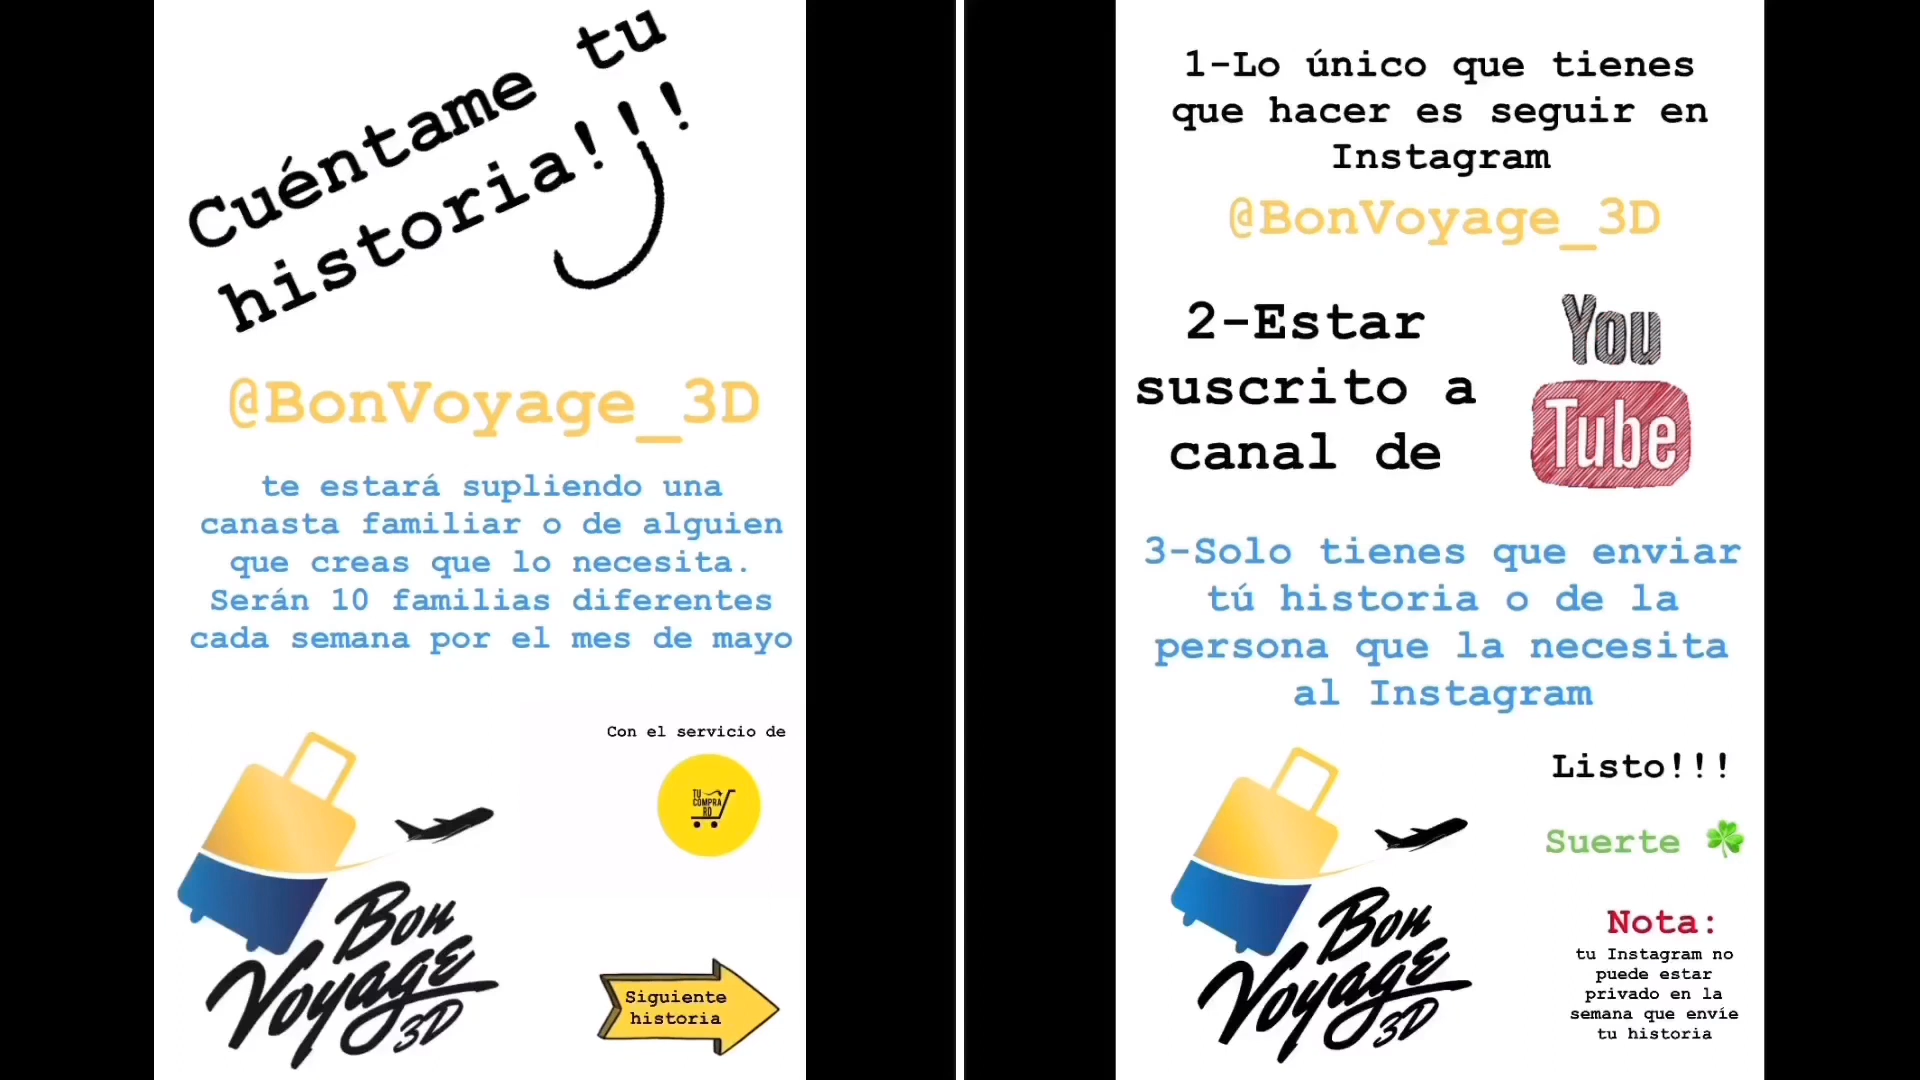 Cuéntame tu
historia!!!
@BonVoyage_3D
te estará supliendo una
canasta familiar o de alguien
que creas que lo necesita.
Serán 10 familias diferentes
cada semana por el mes de mayo
Con el servicio de
TU
COMPRA
RD
Bon
Voyage
3D
Siguiente
historia
1-Lo único que tienes
que hacer es seguir en
Instagram
@BonVoyage_3D
2-Estar
suscrito a
canal de
You
Tube
3-Solo tienes que enviar
tú historia o de la
persona que la necesita
al Instagram
Listo!!!
Suerte ☘️
Bon
Voyage
3D
Nota:
tu Instagram no
puede estar
privado en la
semana que envíe
tu historia